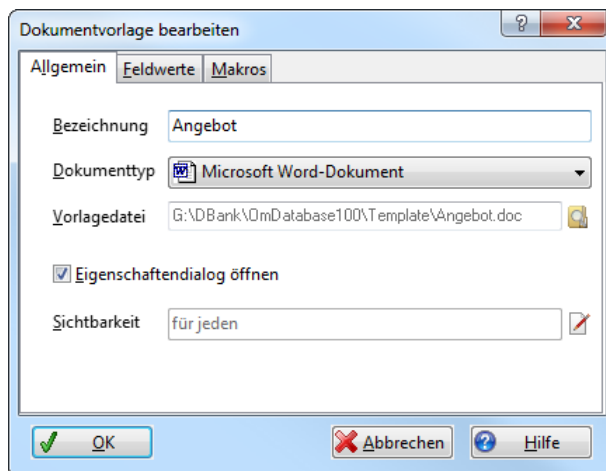 Dokumentvorlage bearbeiten
Allgemein Feldwerte Makros
Bezeichnung Angebot
Dokumenttyp Microsoft Word-Dokument
Vorlagedatei G:\DBank\OmDatabase100\Template\Angebot.doc
Eigenschaftendialog öffnen
Sichtbarkeit für jeden
OK Abbrechen Hilfe